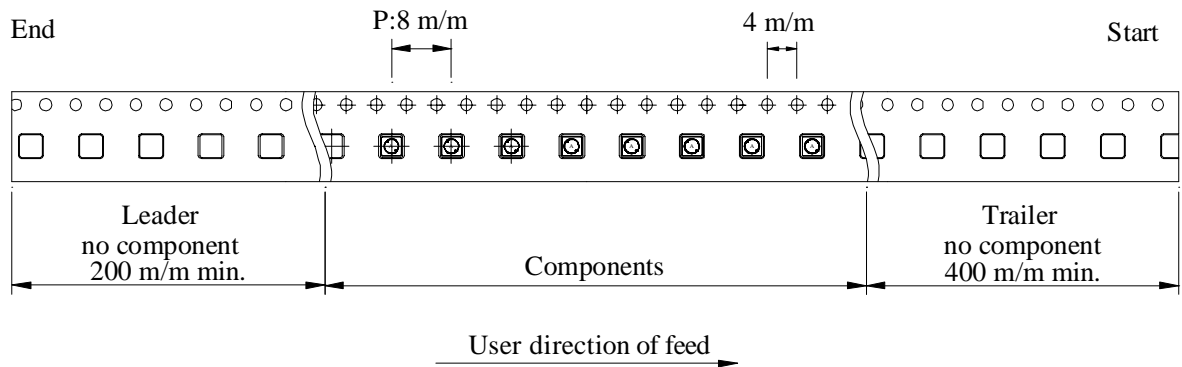 End
P:8 m/m
4 m/m
Start
Leader
no component
200 m/m min.
Components
Trailer
no component
400 m/m min.
User direction of feed